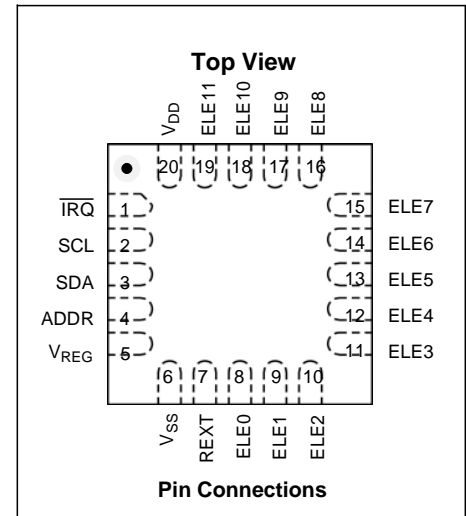 Top View
VDD ELE11 ELE10 ELE9 ELE8
20 19 18 17 16
IRQ 1 15 ELE7
SCL 2 14 ELE6
SDA 3 13 ELE5
ADDR 4 12 ELE4
VREG 5 11 ELE3
6 7 8 9 10
VSS REXT ELE0 ELE1 ELE2
Pin Connections